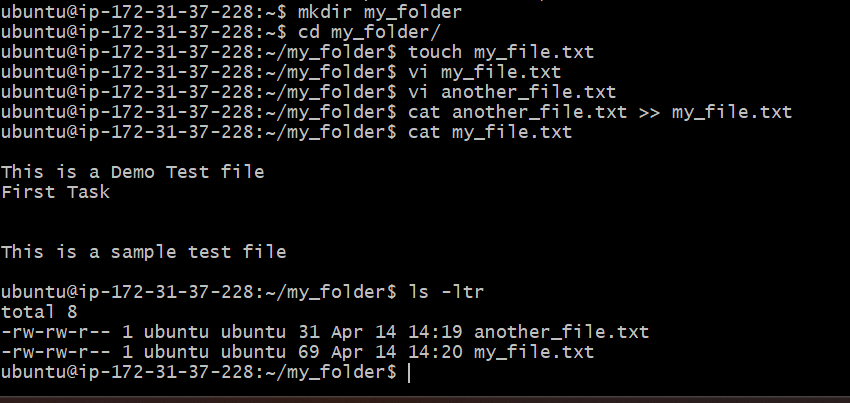 ubuntu@ip-172-31-37-228:~$ mkdir my_folder
ubuntu@ip-172-31-37-228:~$ cd my_folder/
ubuntu@ip-172-31-37-228:~/my_folder$ touch my_file.txt
ubuntu@ip-172-31-37-228:~/my_folder$ vi my_file.txt
ubuntu@ip-172-31-37-228:~/my_folder$ vi another_file.txt
ubuntu@ip-172-31-37-228:~/my_folder$ cat another_file.txt >> my_file.txt
ubuntu@ip-172-31-37-228:~/my_folder$ cat my_file.txt
This is a Demo Test file
First Task
This is a sample test file
ubuntu@ip-172-31-37-228:~/my_folder$ ls -ltr
total 8
-rw-rw-r-- 1 ubuntu ubuntu 31 Apr 14 14:19 another_file.txt
-rw-rw-r-- 1 ubuntu ubuntu 69 Apr 14 14:20 my_file.txt
ubuntu@ip-172-31-37-228:~/my_folder$